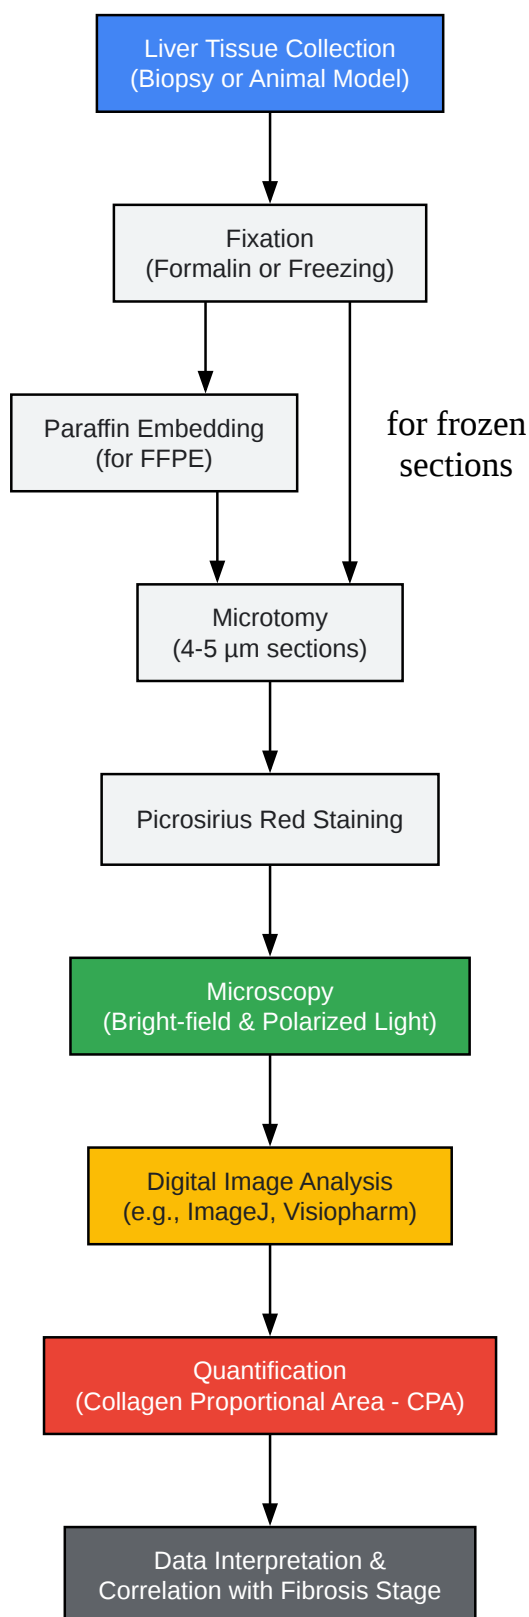 Liver Tissue Collection
(Biopsy or Animal Model)
Fixation
(Formalin or Freezing)
Paraffin Embedding
(for FFPE)
for frozen
sections
Microtomy
(4-5 µm sections)
Picrosirius Red Staining
Microscopy
(Bright-field & Polarized Light)
Digital Image Analysis
(e.g., ImageJ, Visiopharm)
Quantification
(Collagen Proportional Area - CPA)
Data Interpretation &
Correlation with Fibrosis Stage